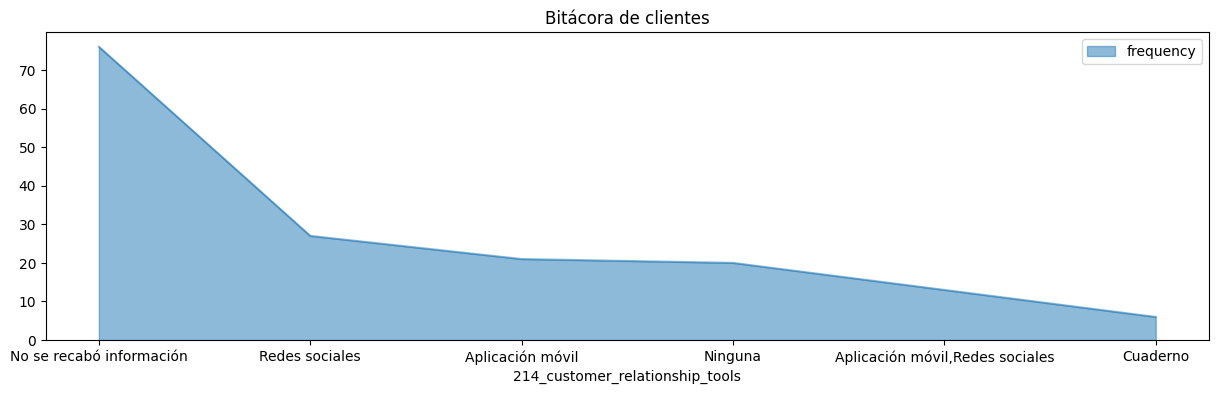 Bitácora de clientes
frequency
70
60
50
40
30
20
10
0
No se recabó información Redes sociales Aplicación móvil Ninguna Aplicación móvil,Redes sociales Cuaderno
214_customer_relationship_tools